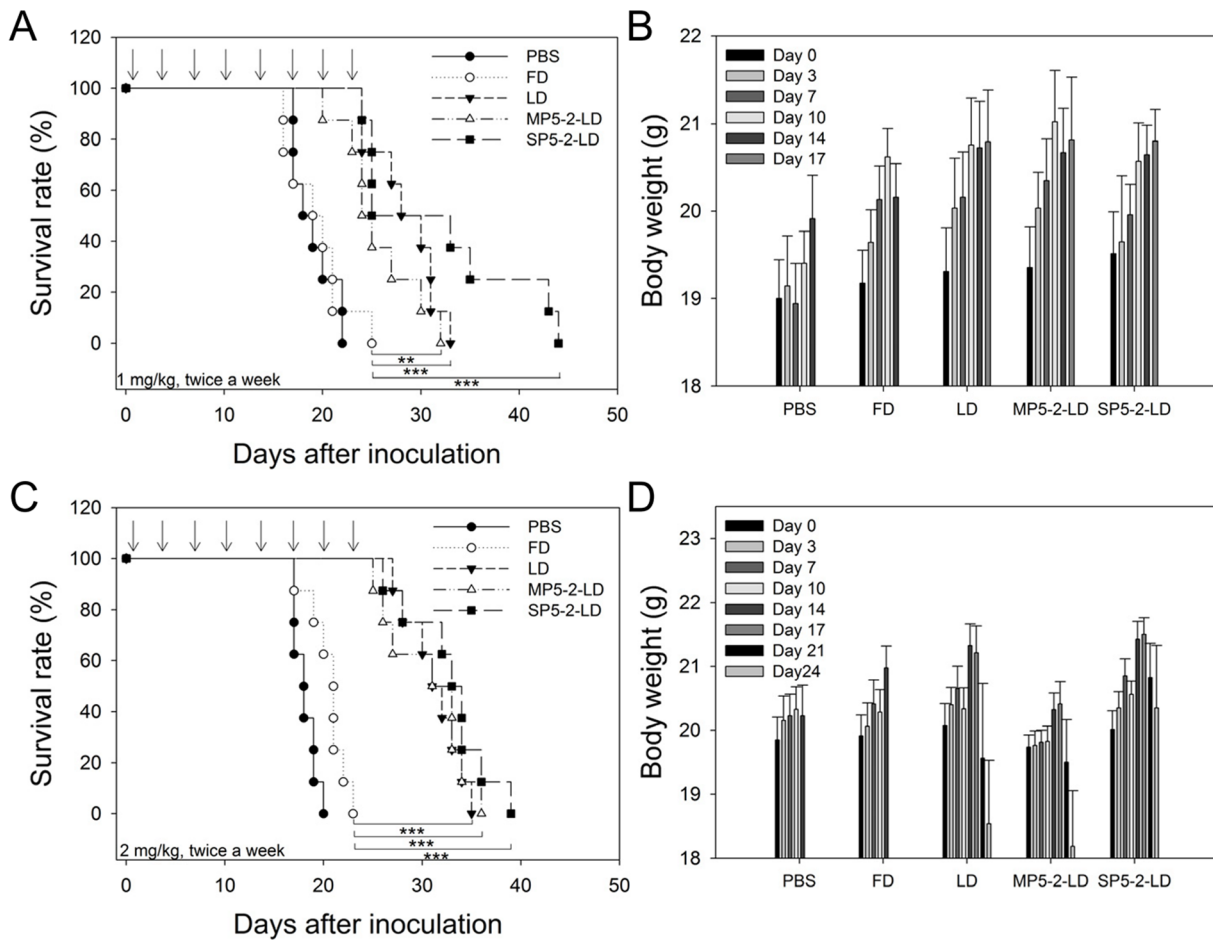 A
120
100
80
60
40
20
0
Survival rate (%)
PBS
FD
LD
MP5-2-LD
SP5-2-LD
**
***
***
1 mg/kg, twice a week
0 10 20 30 40 50
Days after inoculation
B
22
21
20
19
18
Body weight (g)
Day 0
Day 3
Day 7
Day 10
Day 14
Day 17
PBS FD LD MP5-2-LD SP5-2-LD
C
120
100
80
60
40
20
0
Survival rate (%)
PBS
FD
LD
MP5-2-LD
SP5-2-LD
***
***
***
2 mg/kg, twice a week
0 10 20 30 40 50
Days after inoculation
D
23
22
21
20
19
18
Body weight (g)
Day 0
Day 3
Day 7
Day 10
Day 14
Day 17
Day 21
Day24
PBS FD LD MP5-2-LD SP5-2-LD